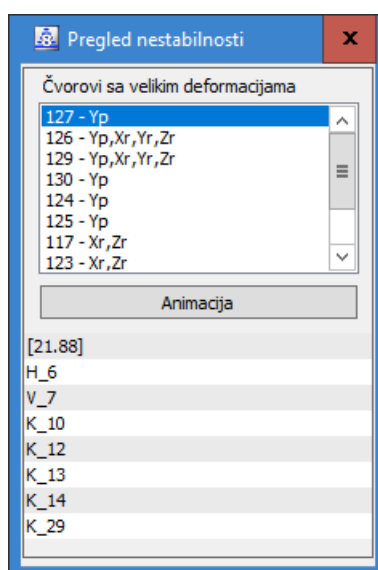 Pregled nestabilnosti
x
Čvorovi sa velikim deformacijama
127 - Yp
126 - Yp,Xr,Yr,Zr
129 - Yp,Xr,Yr,Zr
130 - Yp
124 - Yp
125 - Yp
117 - Xr,Zr
123 - Xr,Zr
Animacija
[21.88]
H_6
V_7
K_10
K_12
K_13
K_14
K_29